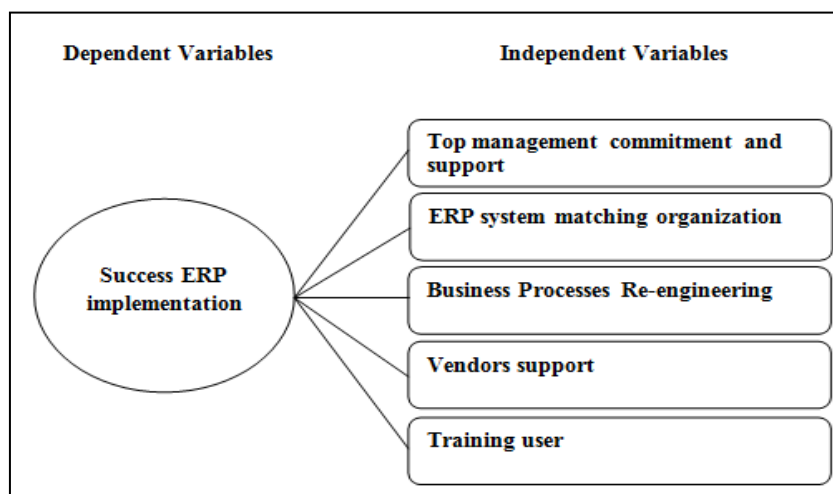 Dependent Variables
Independent Variables
Success ERP
implementation
Top management commitment and
support
ERP system matching organization
Business Processes Re-engineering
Vendors support
Training user